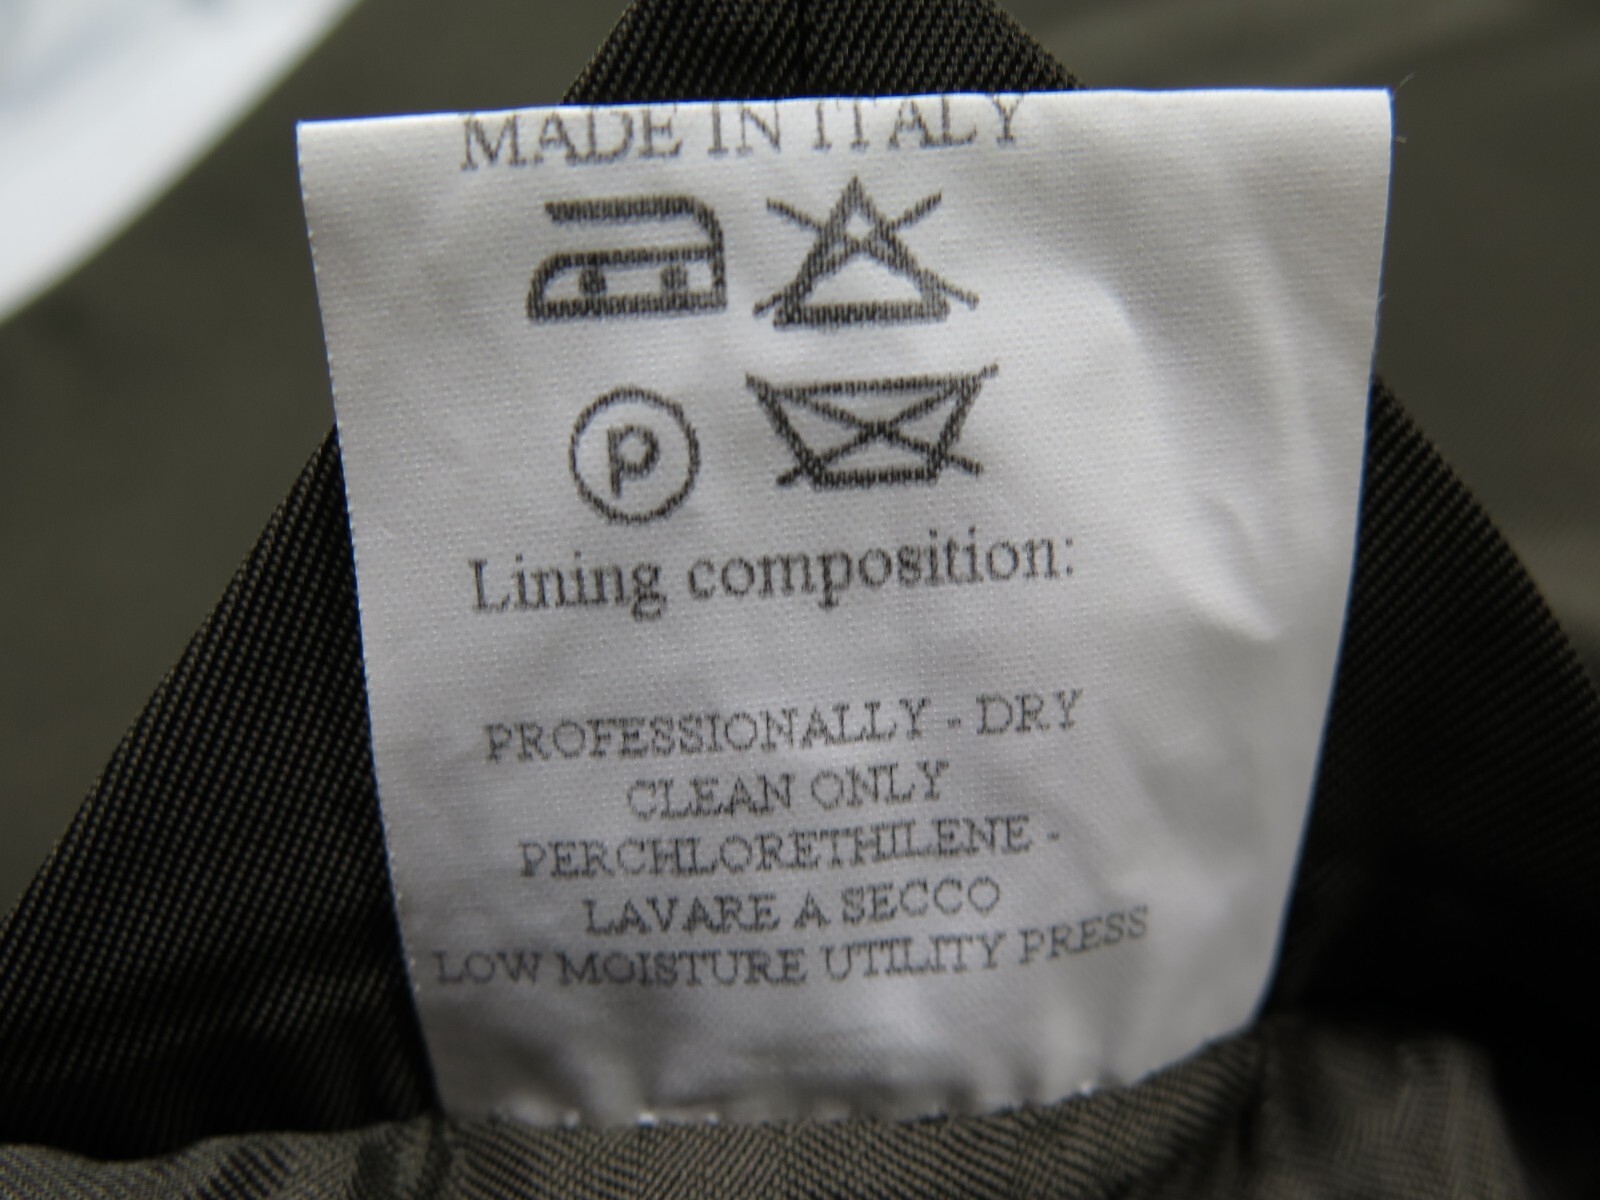 MADE IN ITALY
P
Lining composition:
PROFESSIONALLY - DRY
CLEAN ONLY
PERCHLORETHILENE -
LAVARE A SECCO
LOW MOISTURE UTILITY PRESS